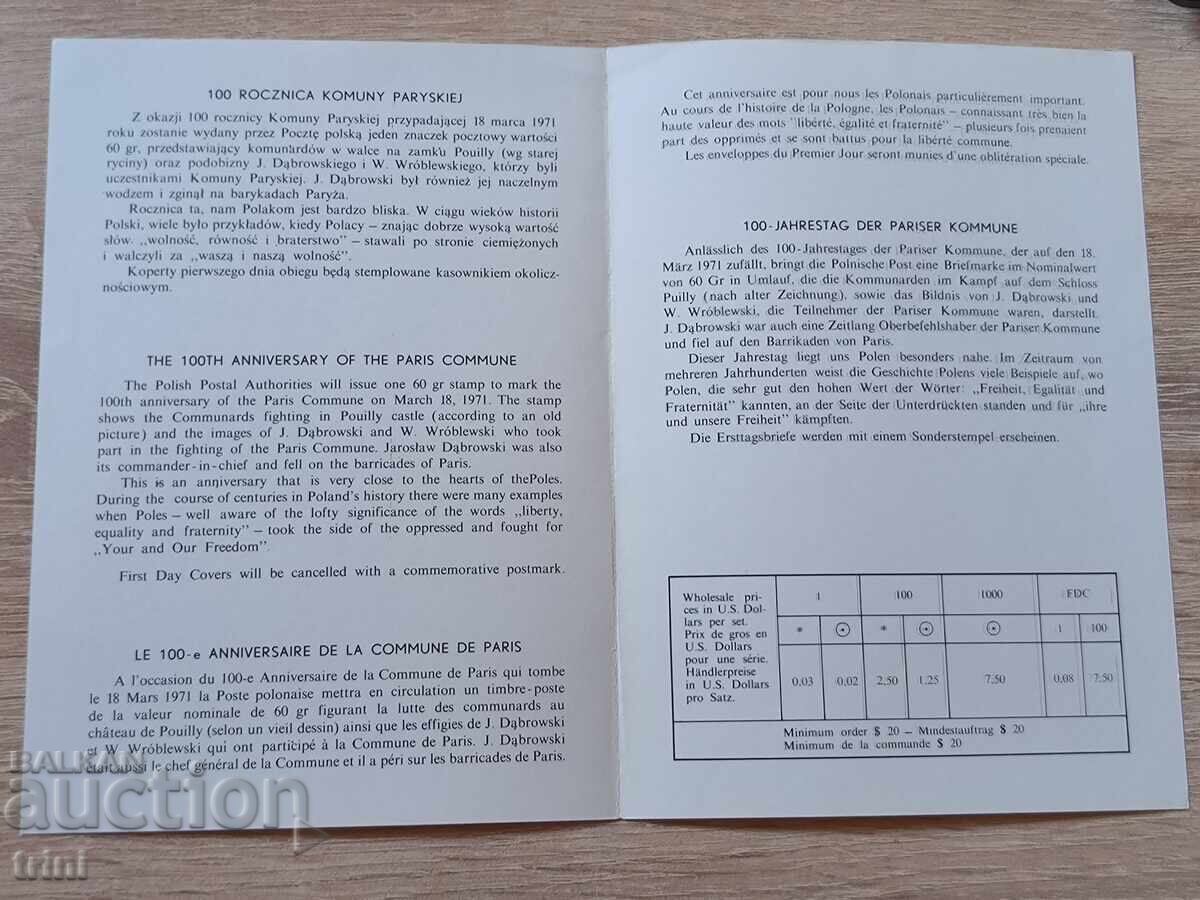 100 ROCZNICA KOMUNY PARYSKIEJ
Z okazji 100 rocznicy Komuny Paryskiej przypadającej 18 marca 1971
roku zostanie wydany przez Pocztę polską jeden znaczek pocztowy wartości
60 gr, przedstawiający komunardów w walce na zamku Pouilly (wg starej
ryciny) oraz podobizny J. Dąbrowskiego i W. Wróblewskiego, którzy byli
uczestnikami Komuny Paryskiej. J. Dąbrowski był również jej naczelnym
wodzem i zginął na barykadach Paryża.
Rocznica ta, nam Polakom jest bardzo bliska. W ciągu wieków historii
Polski, wiele było przykładów, kiedy Polacy – znając dobrze wysoką wartość
słów. „wolność, równość i braterstwo" – stawali po stronie ciemiężonych
i walczyli za „waszą i naszą wolność".
Koperty pierwszego dnia obiegu będą stemplowane kasownikiem okolicz-
nościowym.
THE 100TH ANNIVERSARY OF THE PARIS COMMUNE
The Polish Postal Authorities will issue one 60 gr stamp to mark the
100th anniversary of the Paris Commune on March 18, 1971. The stamp
shows the Communards fighting in Pouilly castle (according to an old
picture) and the images of J. Dąbrowski and W. Wróblewski who took
part in the fighting of the Paris Commune. Jarosław Dąbrowski was also
its commander-in-chief and fell on the barricades of Paris.
This is an anniversary that is very close to the hearts of thePoles.
During the course of centuries in Poland's history there were many examples
when Poles – well aware of the lofty significance of the words „liberty,
equality and fraternity" – took the side of the oppressed and fought for
„Your and Our Freedom".
First Day Covers will be cancelled with a commemorative postmark.
LE 100-e ANNIVERSAIRE DE LA COMMUNE DE PARIS
A l'occasion du 100-e Anniversaire de la Commune de Paris qui tombe
le 18 Mars 1971 la Poste polonaise mettra en circulation un timbre-poste
de la valeur nominale de 60 gr figurant la lutte des communards au
château de Pouilly (selon un vieil dessin) ainsi que les effigies de J. Dąbrowski
et W. Wróblewski qui ont participé à la Commune de Paris. J. Dąbrowski
était aussi le chef général de la Commune et il a péri sur les barricades de Paris.
Cet anniversaire est pour nous les Polonais particulièrement important.
Au cours de l'histoire de la Pologne, les Polonais – connaissant très bien la
haute valeur des mots "liberté, égalité et fraternité" – plusieurs fois prenaient
part des opprimés et se sont battus pour la liberté commune.
Les enveloppes du Premier Jour seront munies d'une oblitération spéciale.
100-JAHRESTAG DER PARISER KOMMUNE
Anlässlich des 100-Jahrestages der Pariser Kommune, der auf den 18.
März 1971 zufällt, bringt die Polnische Post eine Briefmarke im Nominalwert
von 60 Gr in Umlauf, die die Kommunarden im Kampf auf dem Schloss
Puilly (nach alter Zeichnung), sowie das Bildnis von J. Dąbrowski und
W. Wróblewski, die Teilnehmer der Pariser Kommune waren, darstellt.
J. Dąbrowski war auch eine Zeitlang Oberbefehlshaber der Pariser Kommune
und fiel auf den Barrikaden von Paris.
Dieser Jahrestag liegt uns Polen besonders nahe. Im Zeitraum von
mehreren Jahrhunderten weist die Geschichte Polens viele Beispiele auf, wo
Polen, die sehr gut den hohen Wert der Wörter: „Freiheit, Egalität und
Fraternität" kannten, an der Seite der Unterdrückten standen und für „ihre
und unsere Freiheit" kämpften.
Die Ersttagsbriefe werden mit einem Sonderstempel erscheinen.
Wholesale pri- 1 100 1000 FDC
ces in U.S. Dol-
lars per set. * ⊙ * ⊙ ⊙ 1 100
Prix de gros en
U.S. Dollars
pour une série.
Händlerpreise
in U.S. Dollars 0,03 0,02 2,50 1,25 7,50 0,08 7,50
pro Satz.
Minimum order $ 20 – Mindestauftrag $ 20
Minimum de la commande $ 20
BALKAN
auction
trini